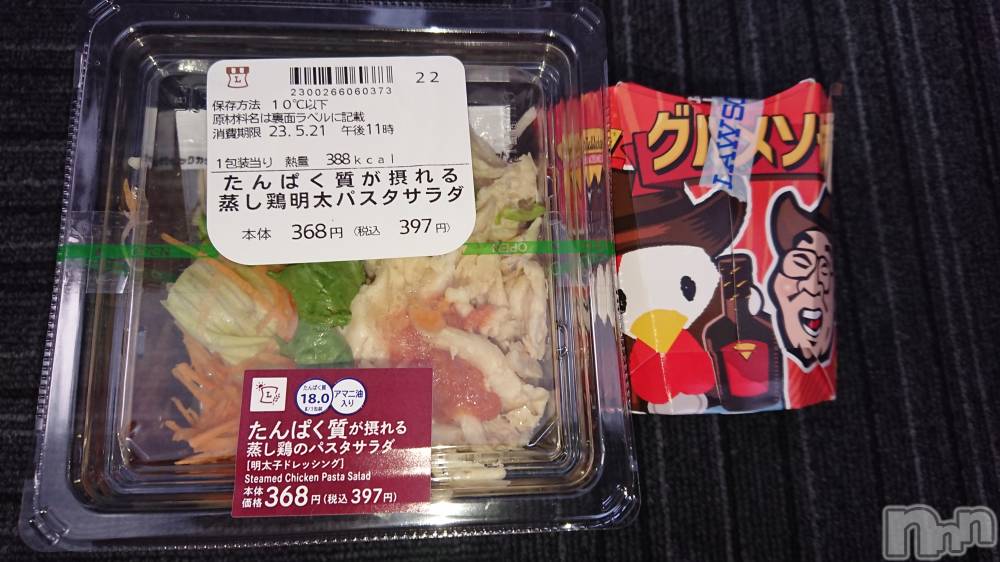 22
2300266060373
保存方法 10℃以下
原材料名は裏面ラベルに記載
消費期限 23.5.21 午後11時
1包装当り 熱量 388kcal
たんぱく質が摂れる
蒸し鶏明太パスタサラダ
本体 368円 (税込 397円)
OPEN
たんぱく質
18.0
アマニ油
入り
たんぱく質が摂れる
蒸し鶏のパスタサラダ
[明太子ドレッシング]
Steamed Chicken Pasta Salad
本体
価格 368円(税込 397円)
グルメソ
LAWS
nnn